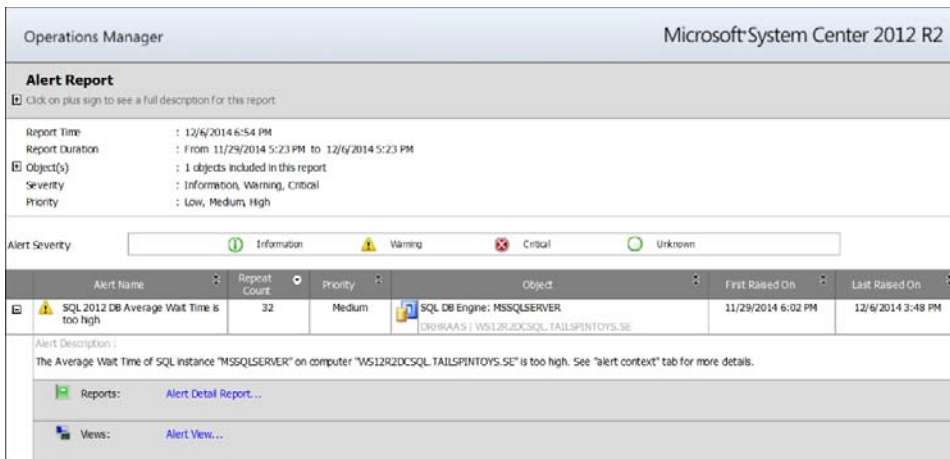 Operations Manager
Microsoft System Center 2012 R2
Alert Report
Click on plus sign to see a full description for this report
Report Time : 12/6/2014 6:54 PM
Report Duration : From 11/29/2014 5:23 PM to 12/6/2014 5:23 PM
Object(s) : 1 objects included in this report
Severity : Information, Warning, Critical
Priority : Low, Medium, High
Alert Severity Information Warning Critical Unknown
Alert Name Repeat Count Priority Object First Raised On Last Raised On
SQL 2012 DB Average Wait Time is too high 32 Medium SQL DB Engine: MSSQLSERVER 11/29/2014 6:02 PM 12/6/2014 3:48 PM
DRHRAAS | WS12R2DCSQL.TAILSPINTOYS.SE
Alert Description :
The Average Wait Time of SQL instance "MSSQLSERVER" on computer "WS12R2DCSQL.TAILSPINTOYS.SE" is too high. See "alert context" tab for more details.
Reports: Alert Detail Report...
Views: Alert View...